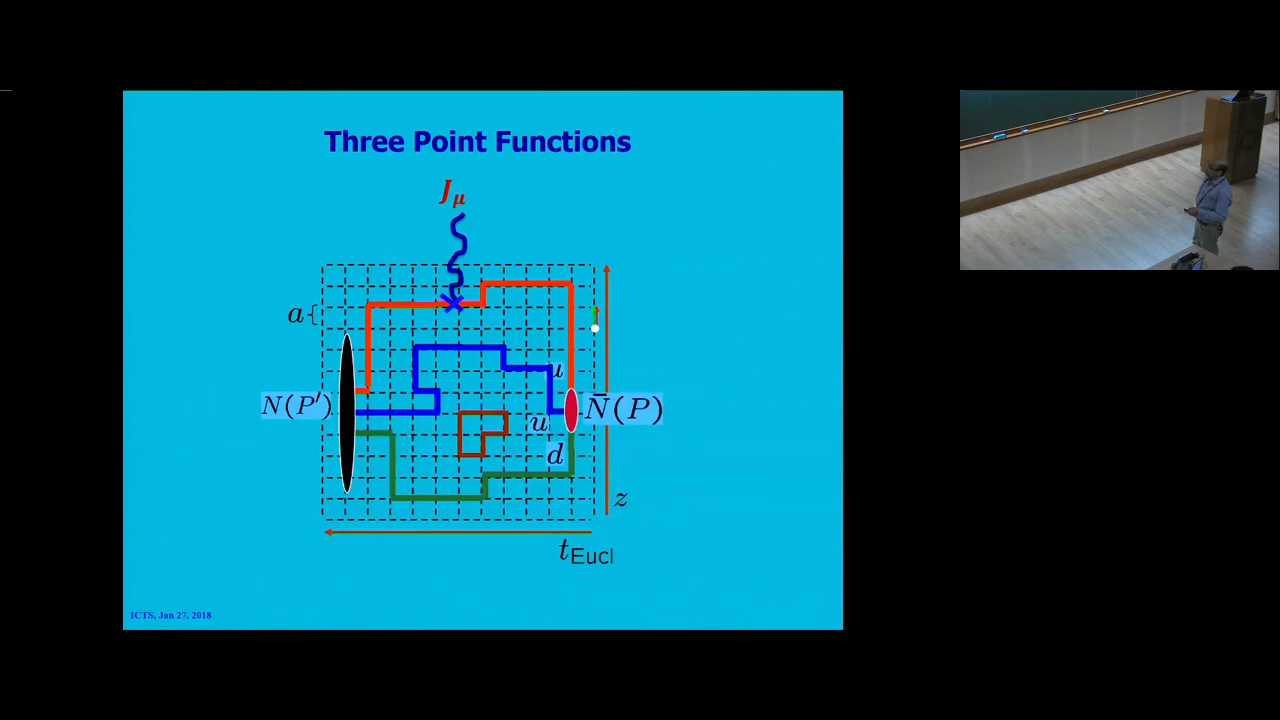 Three Point Functions
J_μ
a{
u
N(P′)
N̄(P)
u
d
z
t_Eucl
ICTS, Jan 27, 2018